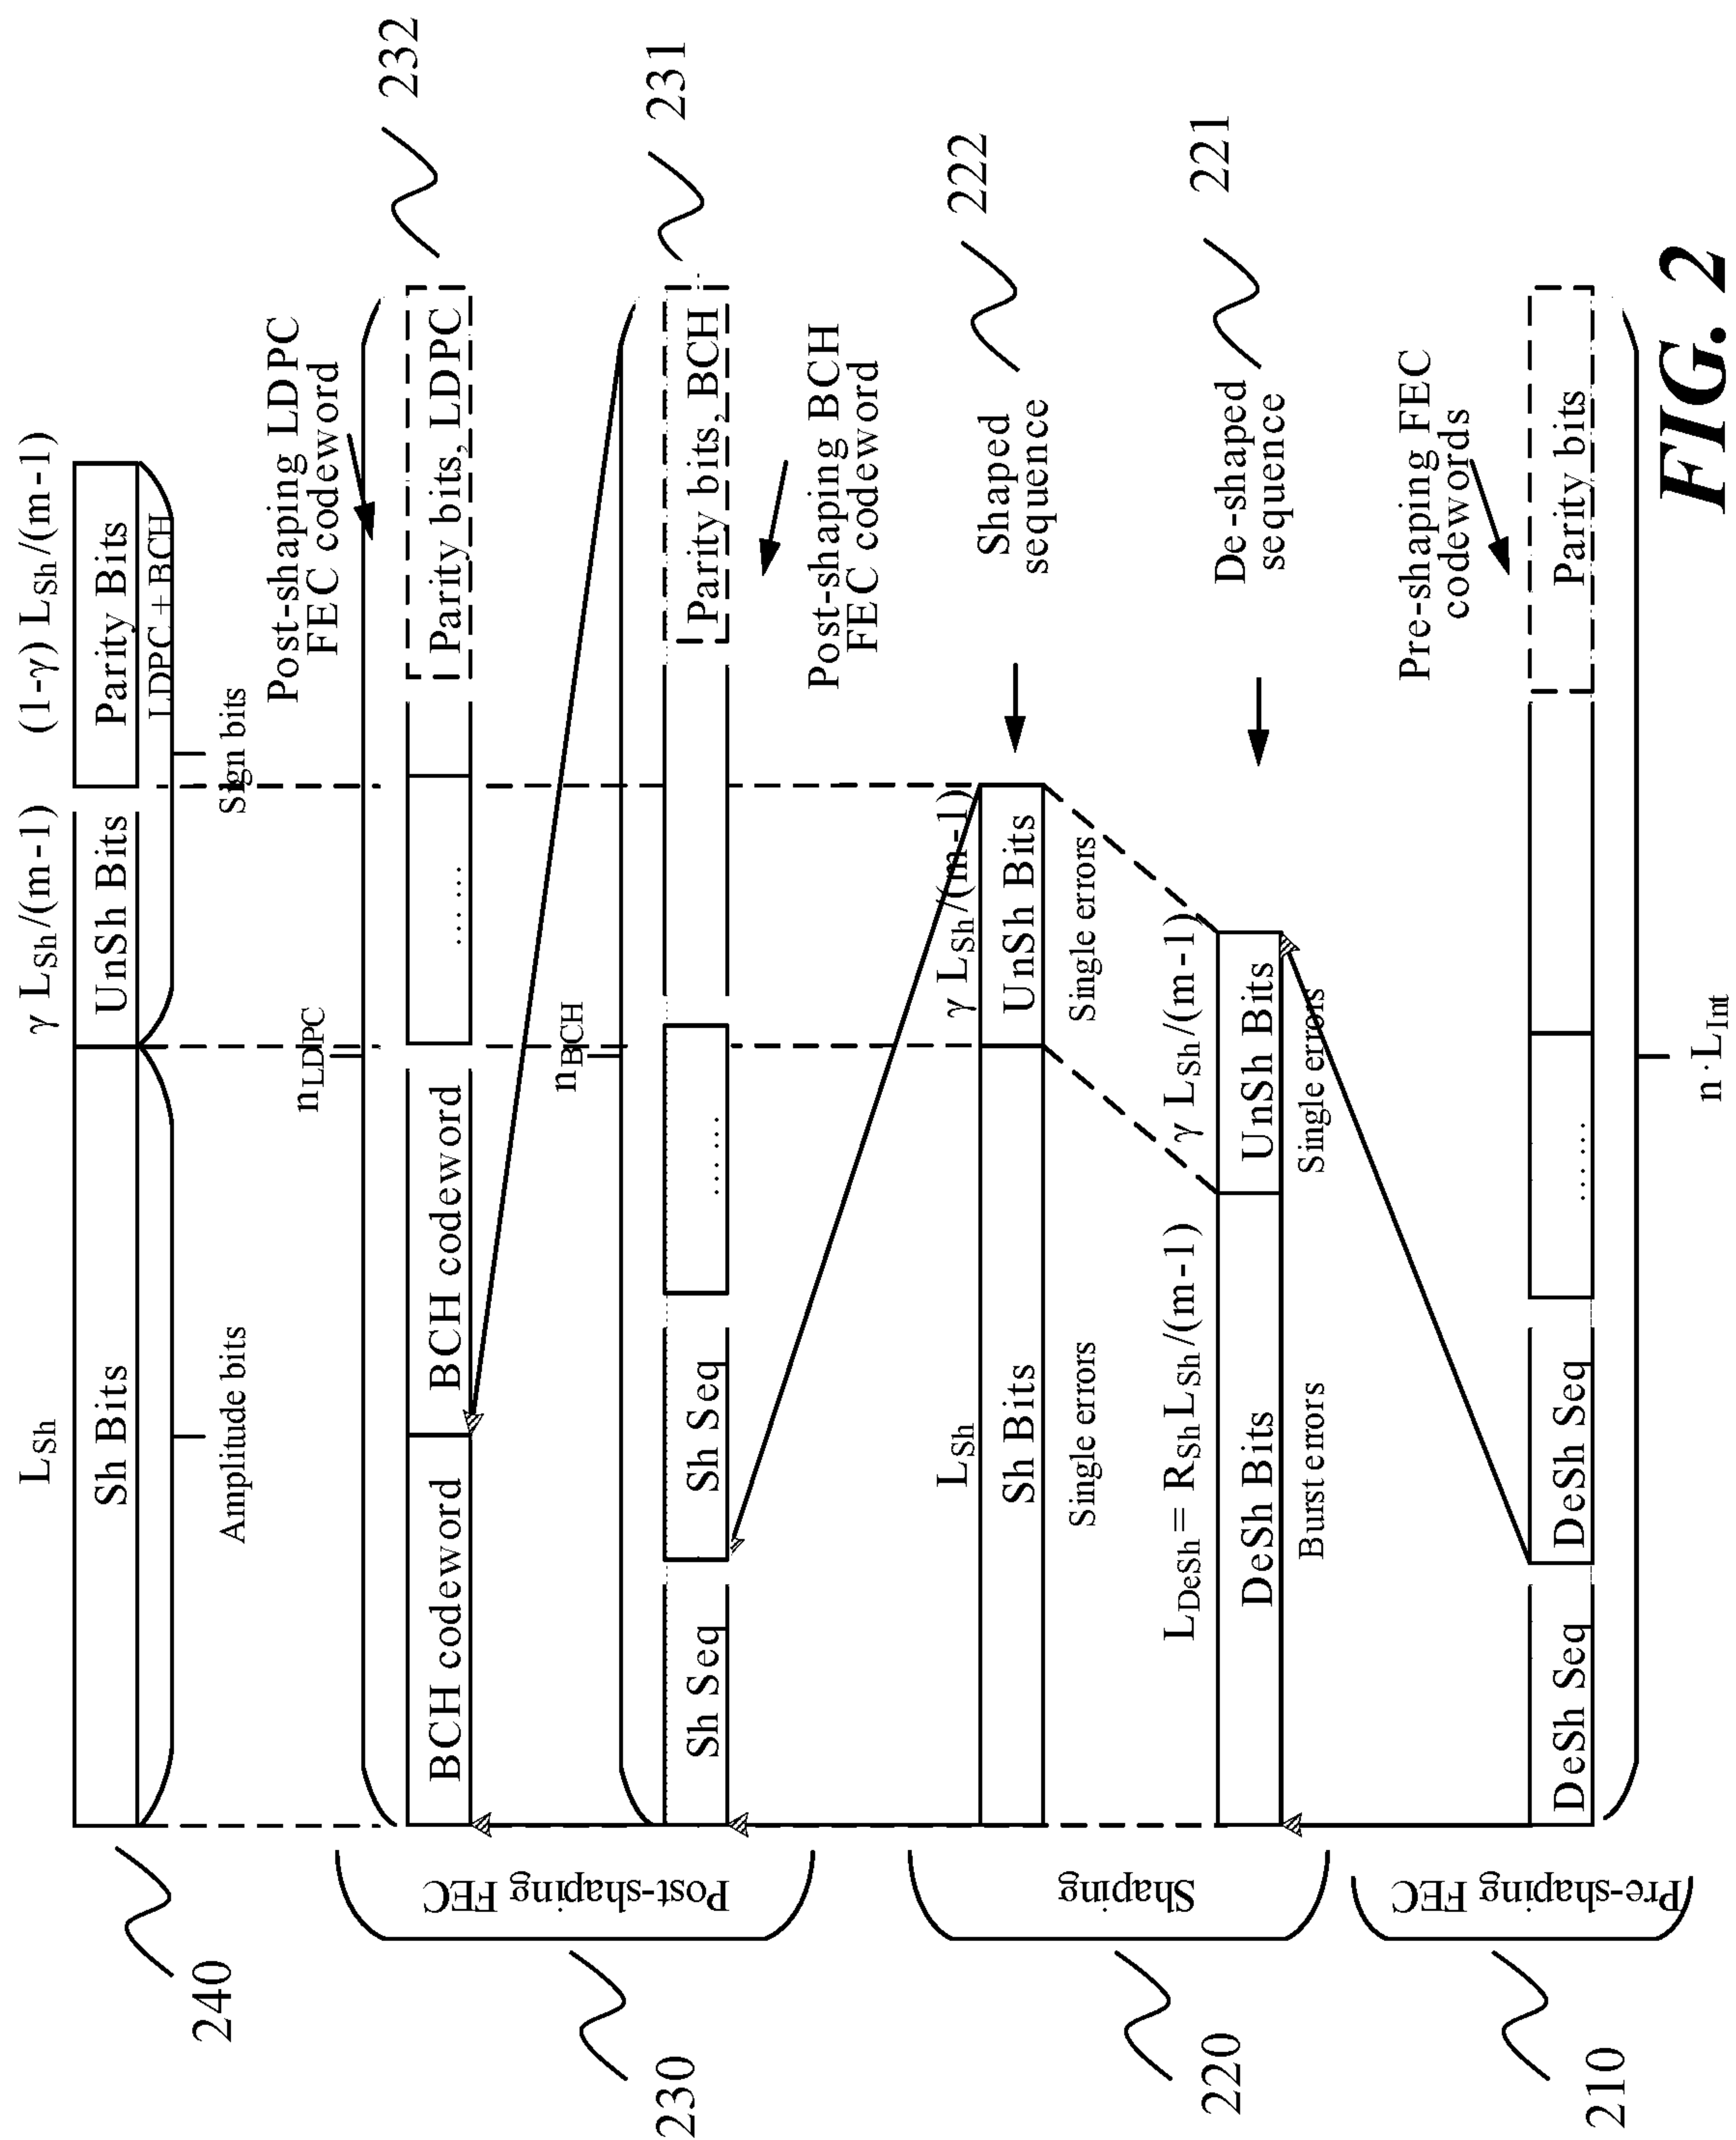 L_Sh
γ L_Sh/(m-1)
(1-γ) L_Sh/(m-1)
Sh Bits
UnSh Bits
Parity Bits
LDPC + BCH
Amplitude bits
Sign bits
240
Post-shaping LDPC
FEC codeword
232
n_LDPC
BCH codeword
BCH codeword
......
Parity bits, LDPC
n_BCH
231
Sh Seq
Sh Seq
......
Parity bits, BCH
Post-shaping BCH
FEC codeword
Post-shaping FEC
230
L_Sh
γ L_Sh/(m-1)
Sh Bits
UnSh Bits
Single errors
Single errors
Shaped
sequence
222
L_DeSh = R_Sh L_Sh/(m-1)
γ L_Sh/(m-1)
DeSh Bits
UnSh Bits
Burst errors
Single errors
De-shaped
sequence
221
Shaping
220
Pre-shaping FEC
codewords
DeSh Seq
DeSh Seq
......
Parity bits
n·L_Int
Pre-shaping FEC
210
FIG. 2